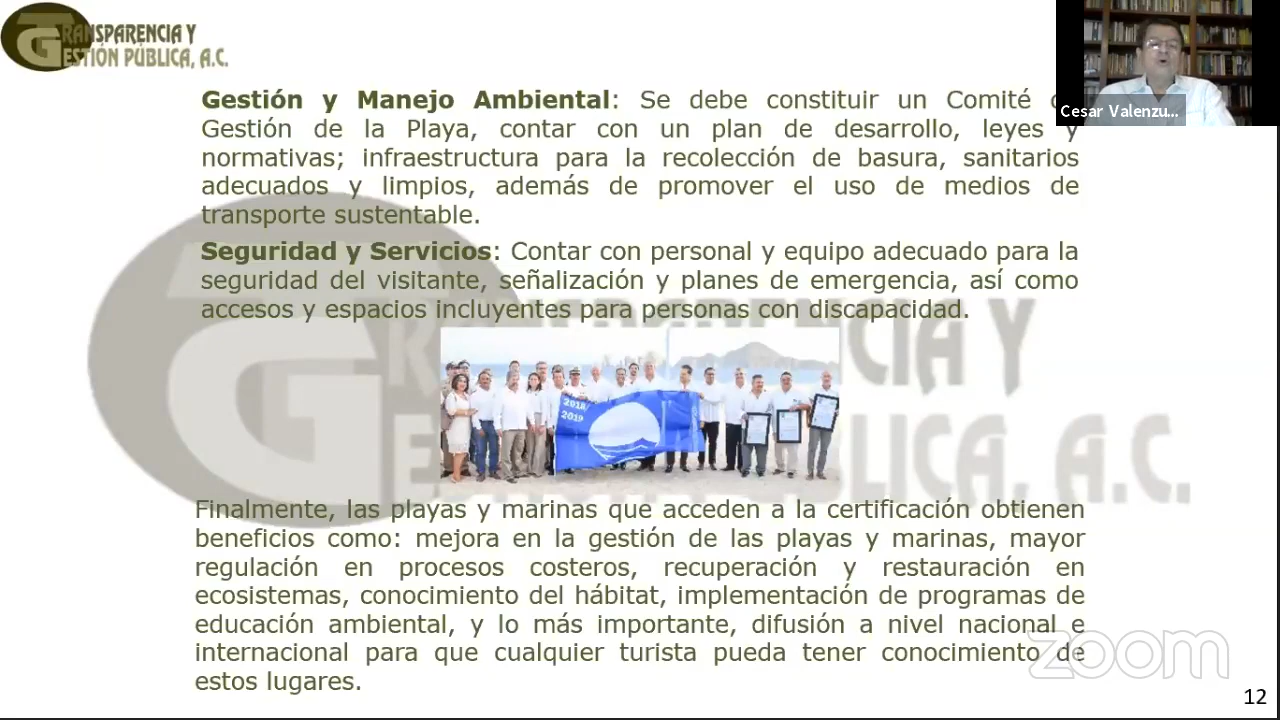 TRANSPARENCIA Y
GESTIÓN PÚBLICA, A.C.
Cesar Valenzu...
Gestión y Manejo Ambiental: Se debe constituir un Comité
Gestión de la Playa, contar con un plan de desarrollo, leyes y
normativas; infraestructura para la recolección de basura, sanitarios
adecuados y limpios, además de promover el uso de medios de
transporte sustentable.
Seguridad y Servicios: Contar con personal y equipo adecuado para la
seguridad del visitante, señalización y planes de emergencia, así como
accesos y espacios incluyentes para personas con discapacidad.
TRANSPARENCIA Y
GESTIÓN PÚBLICA, A.C.
2018
2019
Finalmente, las playas y marinas que acceden a la certificación obtienen
beneficios como: mejora en la gestión de las playas y marinas, mayor
regulación en procesos costeros, recuperación y restauración en
ecosistemas, conocimiento del hábitat, implementación de programas de
educación ambiental, y lo más importante, difusión a nivel nacional e
internacional para que cualquier turista pueda tener conocimiento de
estos lugares.
zoom
12